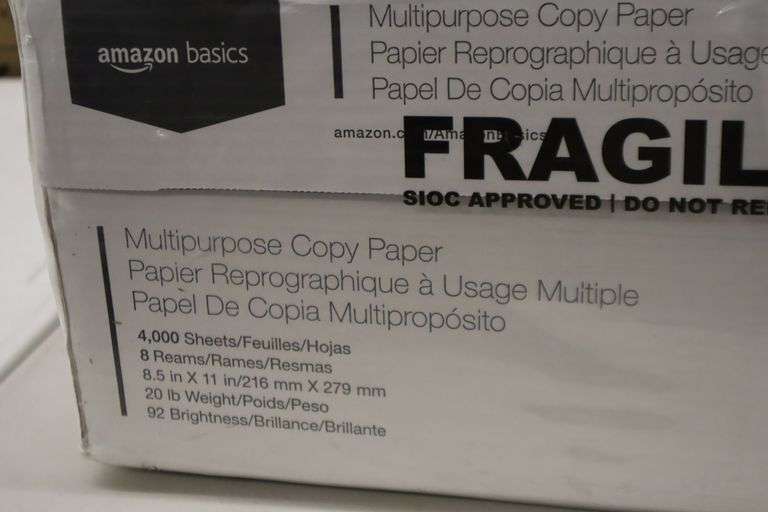 amazon basics
Multipurpose Copy Paper
Papier Reprographique à Usage
Papel De Copia Multipropósito
FRAGIL
SIOC APPROVED | DO NOT
Multipurpose Copy Paper
Papier Reprographique à Usage Multiple
Papel De Copia Multipropósito
4,000 Sheets/Feuilles/Hojas
8 Reams/Rames/Resmas
8.5 in X 11 in/216 mm X 279 mm
20 lb Weight/Poids/Peso
92 Brightness/Brillance/Brillante